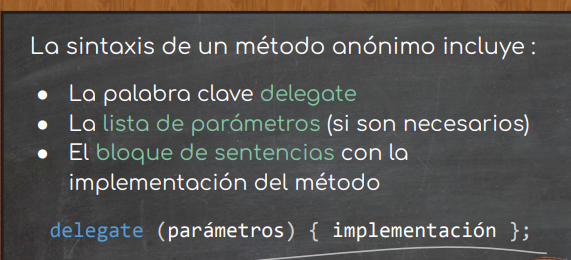 La sintaxis de un método anónimo incluye :
● La palabra clave delegate
● La lista de parámetros (si son necesarios)
● El bloque de sentencias con la
implementación del método
delegate (parámetros) { implementación };